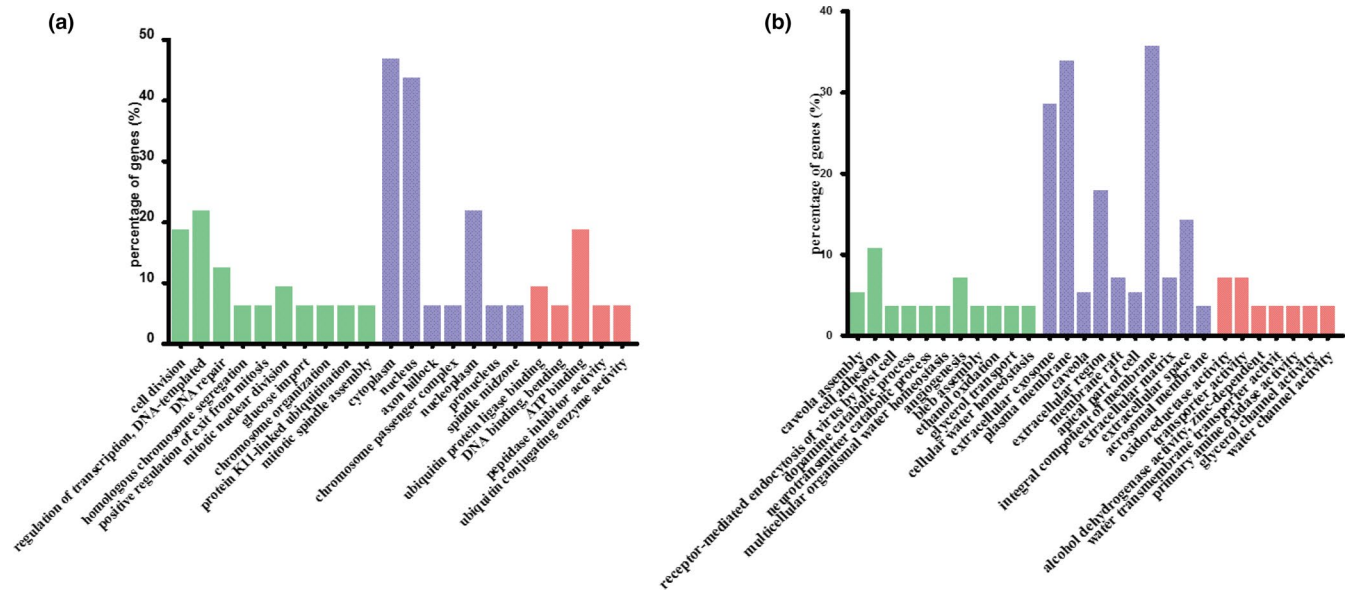 (a)
percentage of genes (%)
50
40
30
20
10
0
cell division
regulation of transcription, DNA-templated
DNA repair
homologous chromosome segregation
positive regulation of exit from mitosis
mitotic nuclear division
glucose import
chromosome organization
protein K11-linked ubiquitination
mitotic spindle assembly
cytoplasm
nucleus
axon hillock
chromosome passenger complex
nucleoplasm
pronucleus
spindle midzone
ubiquitin protein ligase binding
DNA binding, bending
ATP binding
peptidase inhibitor activity
ubiquitin conjugating enzyme activity
(b)
percentage of genes (%)
40
30
20
10
0
caveola assembly
cell adhesion
receptor-mediated endocytosis of virus by host cell
dopamine catabolic process
neurotransmitter catabolic process
multicellular organismal water homeostasis
angiogenesis
bleb assembly
ethanol oxidation
glycerol transport
cellular water homeostasis
extracellular exosome
plasma membrane
caveola
extracellular region
membrane raft
apical part of cell
integral component of membrane
extracellular matrix
extracellular space
acrosomal membrane
oxidoreductase activity
transporter activity
alcohol dehydrogenase activity, zinc-dependent
water transmembrane transporter activit
primary amine oxidase activity
glycerol channel activity
water channel activity